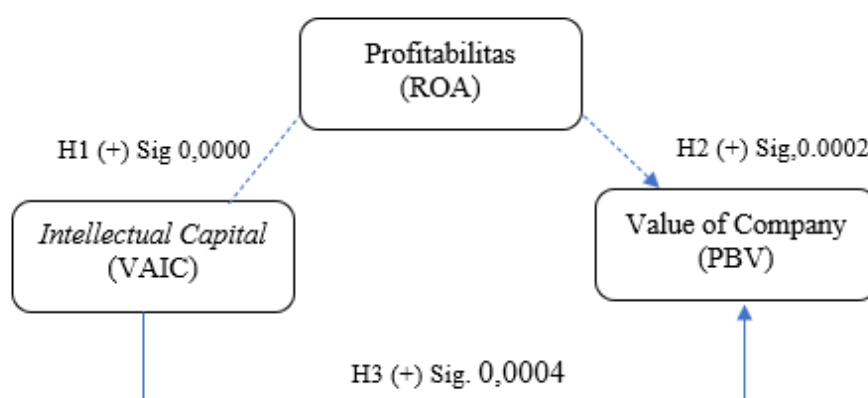 Profitabilitas
(ROA)
H1 (+) Sig 0,0000
H2 (+) Sig,0.0002
Intellectual Capital
(VAIC)
Value of Company
(PBV)
H3 (+) Sig. 0,0004